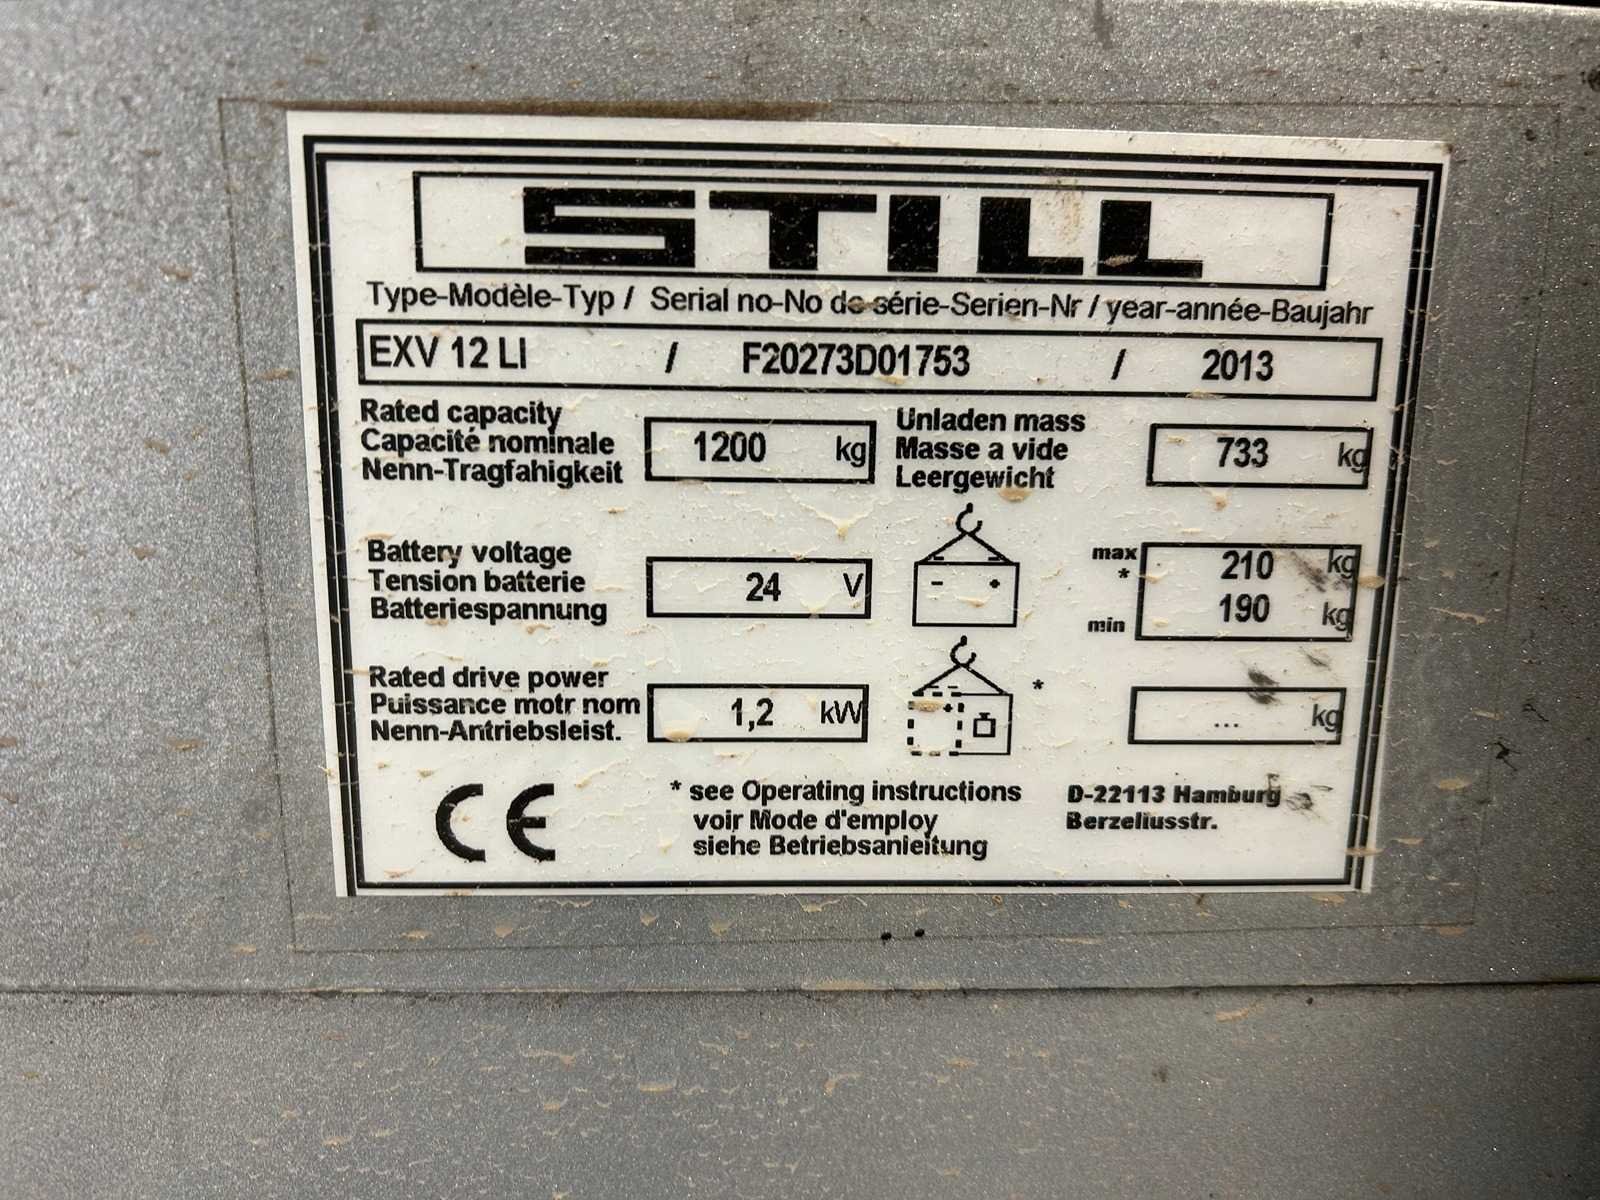 STILL
Type-Modèle-Typ / Serial no-No de série-Serien-Nr / year-année-Baujahr
EXV 12 LI / F20273D01753 / 2013
Rated capacity
Capacité nominale
Nenn-Tragfahigkeit
1200 kg
Unladen mass
Masse a vide
Leergewicht
733 kg
Battery voltage
Tension batterie
Batteriespannung
24 V
- +
max 210 kg
*
min 190 kg
Rated drive power
Puissance motr nom
Nenn-Antriebsleist.
1,2 kW
+ *
... kg
CE
* see Operating instructions
voir Mode d'employ
siehe Betriebsanleitung
D-22113 Hamburg
Berzeliusstr.